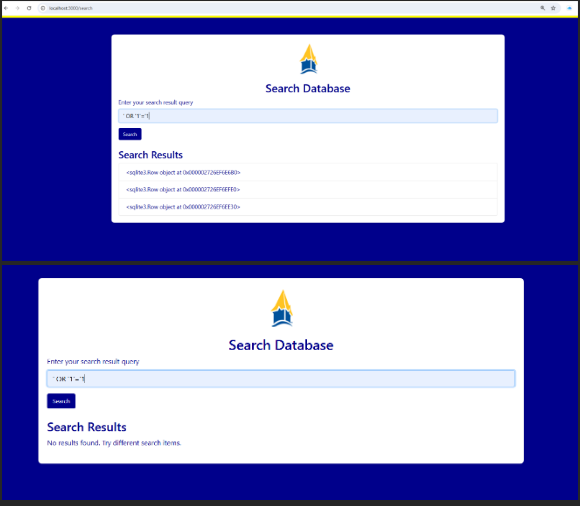 localhost:5000/search
Search Database
Enter your search result query
' OR '1'='1
Search
Search Results
<sqlite3.Row object at 0x000002726EF6E6B0>
<sqlite3.Row object at 0x000002726EF6EFE0>
<sqlite3.Row object at 0x000002726EF6EE30>
Search Database
Enter your search result query
' OR '1'='1
Search
Search Results
No results found. Try different search items.